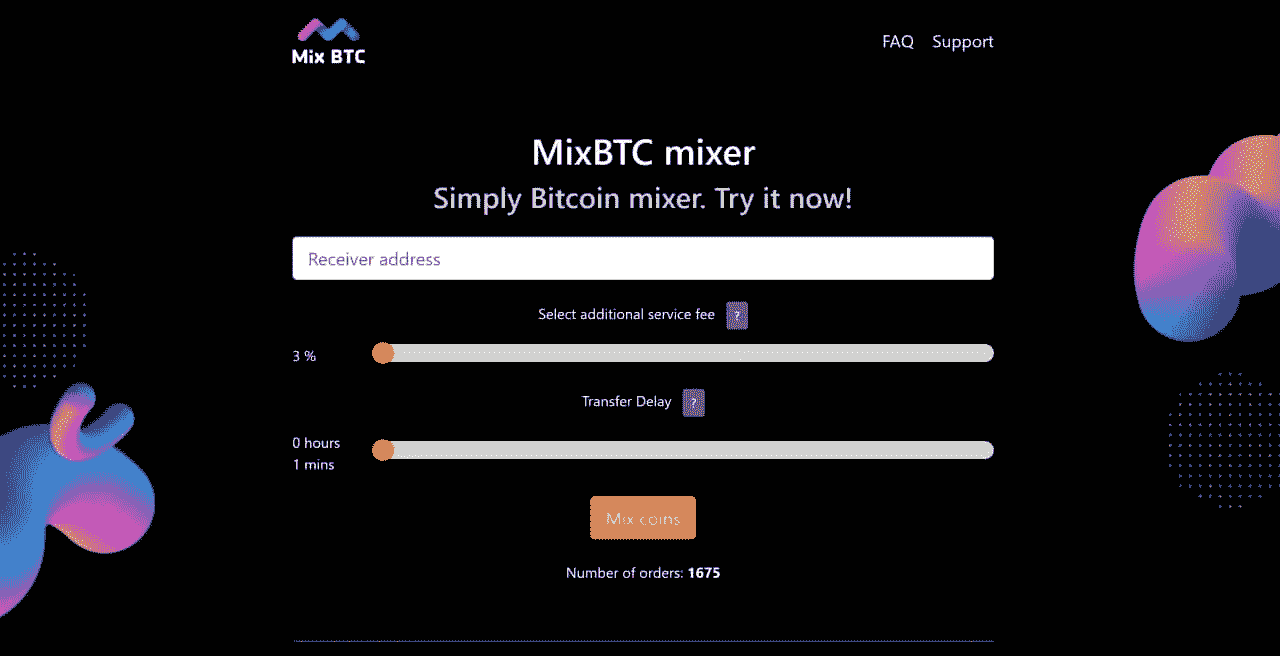 Mix BTC
FAQ Support
MixBTC mixer
Simply Bitcoin mixer. Try it now!
Receiver address
Select additional service fee ?
3 %
Transfer Delay ?
0 hours
1 mins
Mix coins
Number of orders: 1675